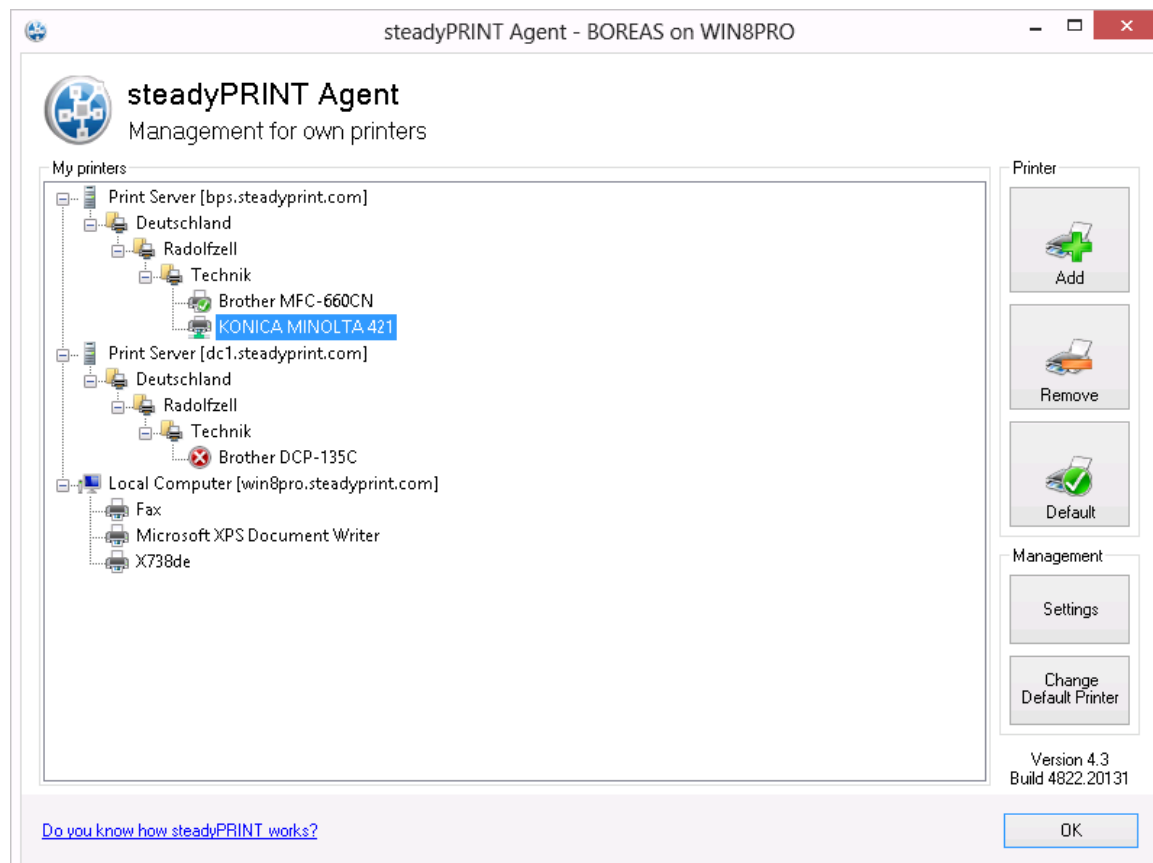 steadyPRINT Agent - BOREAS on WIN8PRO
steadyPRINT Agent
Management for own printers
My printers
Print Server [bps.steadyprint.com]
Deutschland
Radolfzell
Technik
Brother MFC-660CN
KONICA MINOLTA 421
Print Server [dc1.steadyprint.com]
Deutschland
Radolfzell
Technik
Brother DCP-135C
Local Computer [win8pro.steadyprint.com]
Fax
Microsoft XPS Document Writer
X738de
Printer
Add
Remove
Default
Management
Settings
Change
Default Printer
Version 4.3
Build 4822.20131
Do you know how steadyPRINT works?
OK